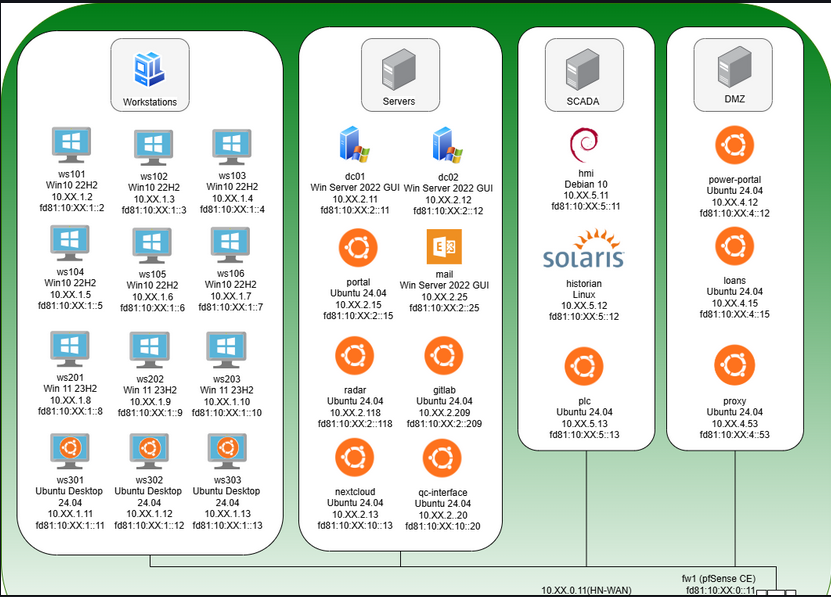 Workstations
ws101
Win10 22H2
10.XX.1.2
fd81:10:XX:1::2
ws102
Win10 22H2
10.XX.1.3
fd81:10:XX:1::3
ws103
Win10 22H2
10.XX.1.4
fd81:10:XX:1::4
ws104
Win10 22H2
10.XX.1.5
fd81:10:XX:1::5
ws105
Win10 22H2
10.XX.1.6
fd81:10:XX:1::6
ws106
Win10 22H2
10.XX.1.7
fd81:10:XX:1::7
ws201
Win 11 23H2
10.XX.1.8
fd81:10:XX:1::8
ws202
Win 11 23H2
10.XX.1.9
fd81:10:XX:1::9
ws203
Win 11 23H2
10.XX.1.10
fd81:10:XX:1::10
ws301
Ubuntu Desktop
24.04
10.XX.1.11
fd81:10:XX:1::11
ws302
Ubuntu Desktop
24.04
10.XX.1.12
fd81:10:XX:1::12
ws303
Ubuntu Desktop
24.04
10.XX.1.13
fd81:10:XX:1::13
Servers
dc01
Win Server 2022 GUI
10.XX.2.11
fd81:10:XX:2::11
dc02
Win Server 2022 GUI
10.XX.2.12
fd81:10:XX:2::12
portal
Ubuntu 24.04
10.XX.2.15
fd81:10:XX:2::15
mail
Win Server 2022 GUI
10.XX.2.25
fd81:10:XX:2::25
radar
Ubuntu 24.04
10.XX.2.118
fd81:10:XX:2::118
gitlab
Ubuntu 24.04
10.XX.2.209
fd81:10:XX:2::209
nextcloud
Ubuntu 24.04
10.XX.2.13
fd81:10:XX:10::13
qc-interface
Ubuntu 24.04
10.XX.2..20
fd81:10:XX:10::20
SCADA
hmi
Debian 10
10.XX.5.11
fd81:10:XX:5::11
solaris
historian
Linux
10.XX.5.12
fd81:10:XX:5::12
plc
Ubuntu 24.04
10.XX.5.13
fd81:10:XX:5::13
DMZ
power-portal
Ubuntu 24.04
10.XX.4.12
fd81:10:XX:4::12
loans
Ubuntu 24.04
10.XX.4.15
fd81:10:XX:4::15
proxy
Ubuntu 24.04
10.XX.4.53
fd81:10:XX:4::53
fw1 (pfSense CE)
10.XX.0.11(HN-WAN)
fd81:10:XX:0::11